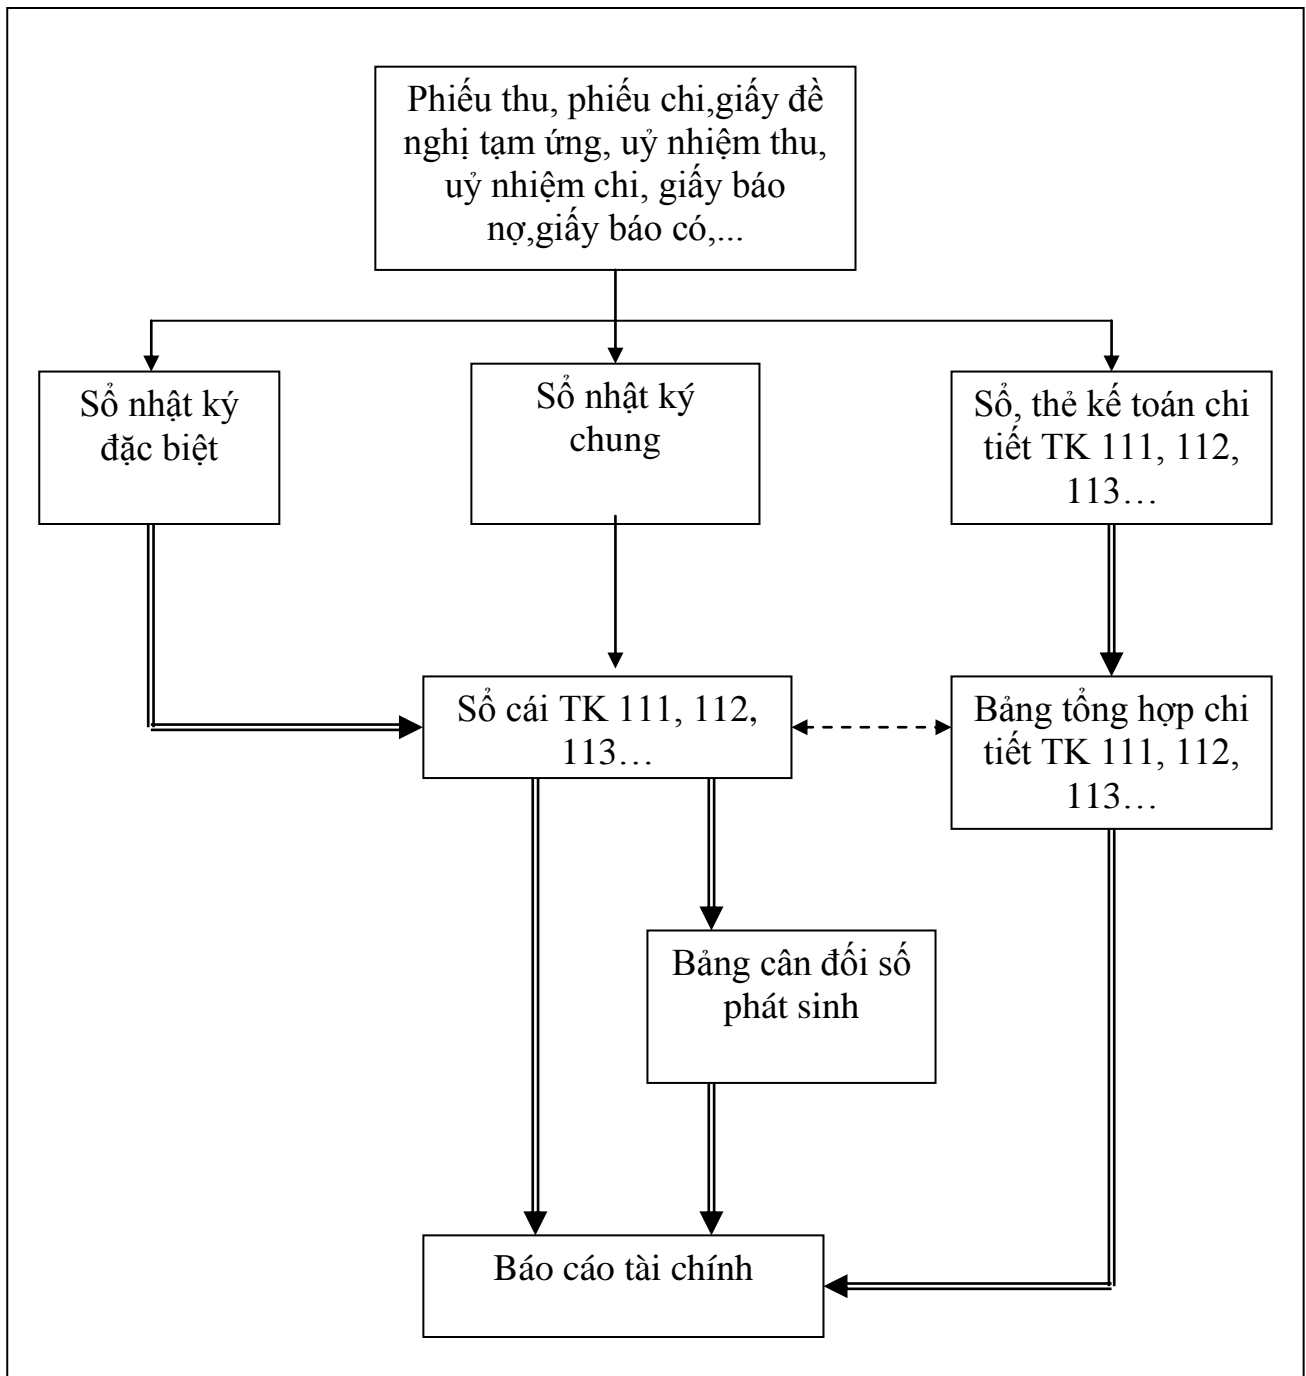 Phiếu thu, phiếu chi,giấy đề
nghị tạm ứng, uỷ nhiệm thu,
uỷ nhiệm chi, giấy báo
nợ,giấy báo có,...
Sổ nhật ký
đặc biệt
Sổ nhật ký
chung
Sổ, thẻ kế toán chi
tiết TK 111, 112,
113…
Sổ cái TK 111, 112,
113…
Bảng tổng hợp chi
tiết TK 111, 112,
113…
Bảng cân đối số
phát sinh
Báo cáo tài chính